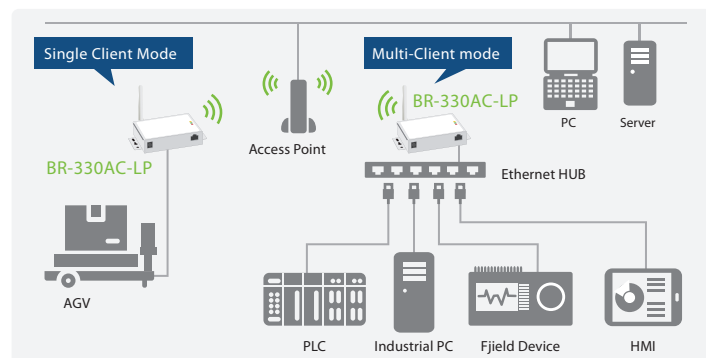 Single Client Mode
Multi-Client mode
BR-330AC-LP
PC
Server
Access Point
BR-330AC-LP
Ethernet HUB
AGV
PLC
Industrial PC
Fjield Device
HMI